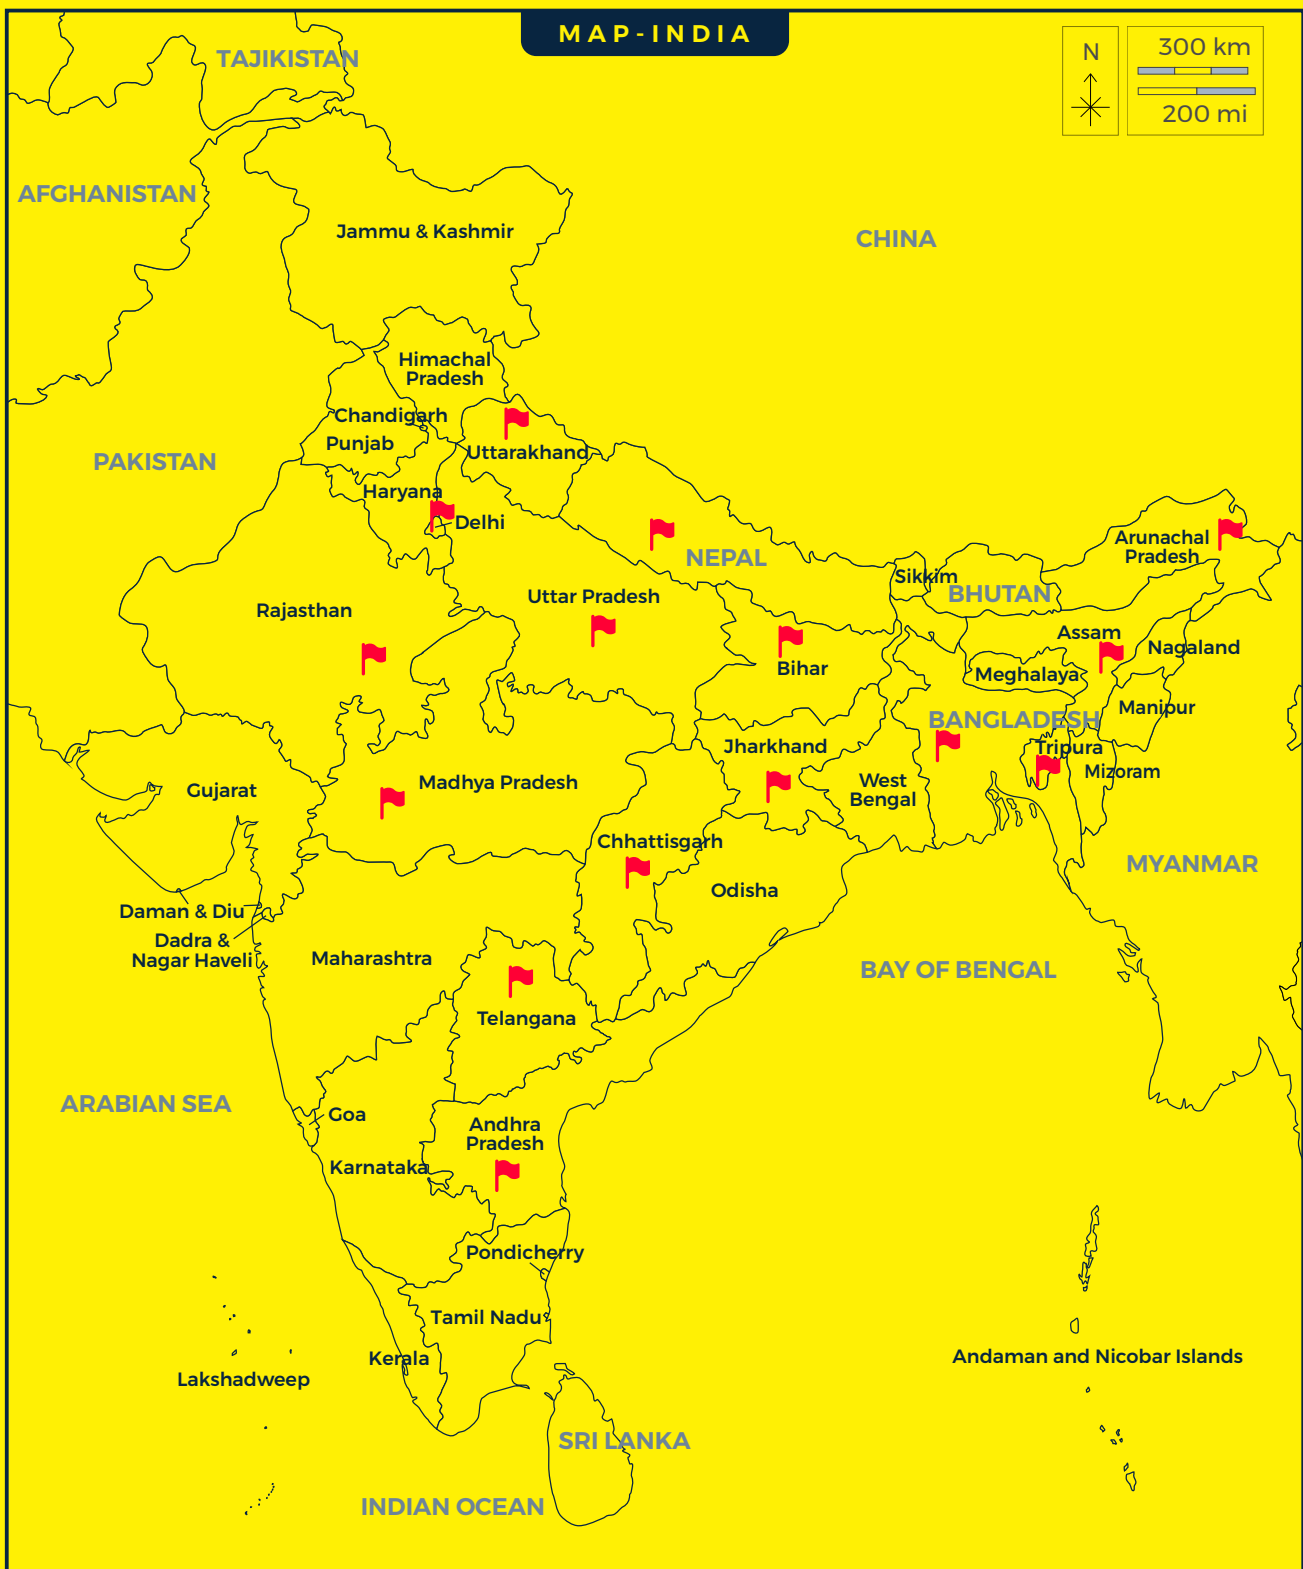 MAP-INDIA
N
300 km
200 mi
TAJIKISTAN
AFGHANISTAN
Jammu & Kashmir
CHINA
Himachal
Pradesh
Chandigarh
Punjab
Uttarakhand
PAKISTAN
Haryana
Delhi
NEPAL
Arunachal
Pradesh
Sikkim
BHUTAN
Uttar Pradesh
Rajasthan
Assam
Nagaland
Bihar
Meghalaya
Manipur
BANGLADESH
Jharkhand
Tripura
Mizoram
Gujarat
Madhya Pradesh
West
Bengal
Chhattisgarh
MYANMAR
Odisha
Daman & Diu
Dadra &
Nagar Haveli
Maharashtra
BAY OF BENGAL
Telangana
ARABIAN SEA
Goa
Andhra
Pradesh
Karnataka
Pondicherry
Tamil Nadu
Kerala
Andaman and Nicobar Islands
Lakshadweep
SRI LANKA
INDIAN OCEAN